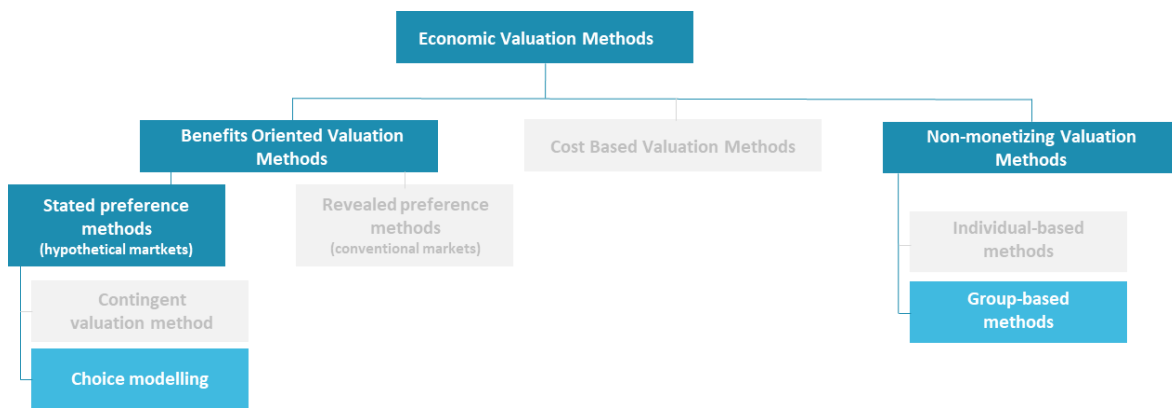 Economic Valuation Methods
Benefits Oriented Valuation
Methods
Cost Based Valuation Methods
Non-monetizing Valuation
Methods
Stated preference
methods
(hypothetical martkets)
Revealed preference
methods
(conventional markets)
Individual-based
methods
Contingent
valuation method
Group-based
methods
Choice modelling